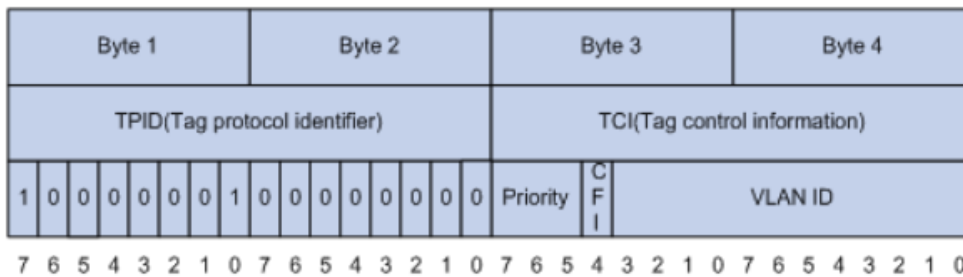 Byte 1 Byte 2 Byte 3 Byte 4
TPID(Tag protocol identifier) TCI(Tag control information)
1 0 0 0 0 0 0 1 0 0 0 0 0 0 0 0 Priority CFI VLAN ID
7 6 5 4 3 2 1 0 7 6 5 4 3 2 1 0 7 6 5 4 3 2 1 0 7 6 5 4 3 2 1 0